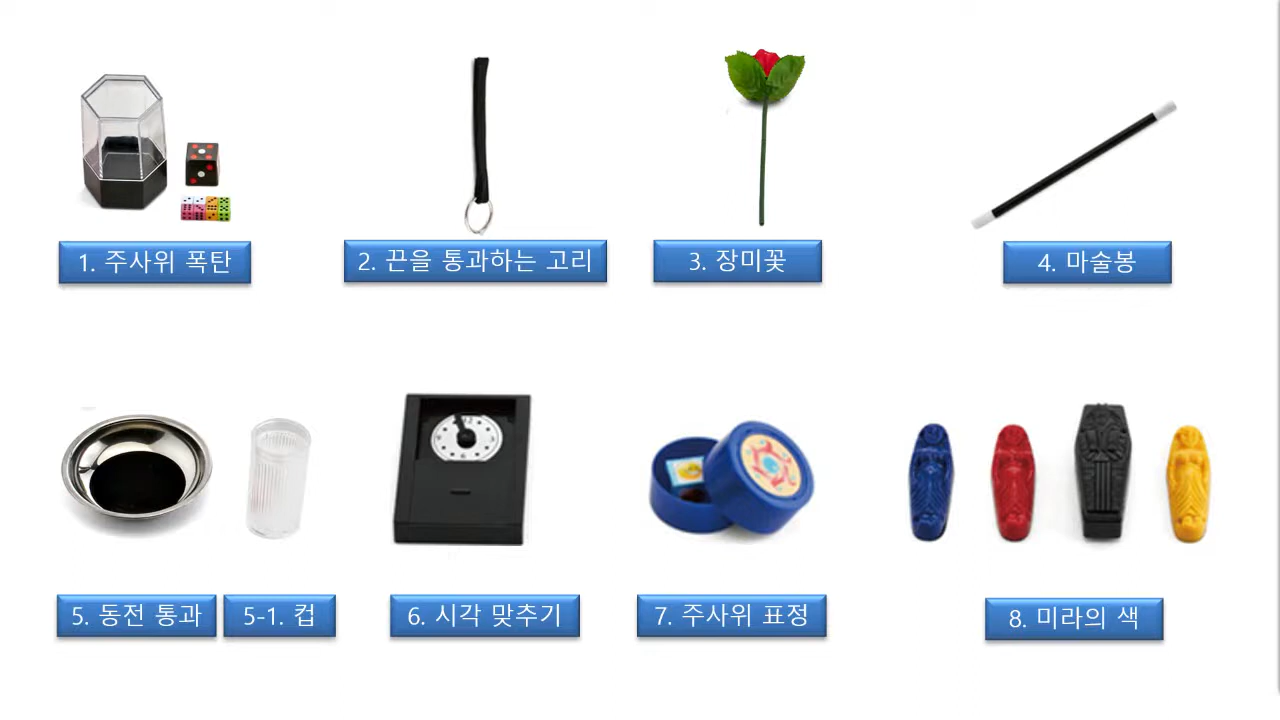 1. 주사위 폭탄
2. 끈을 통과하는 고리
3. 장미꽃
4. 마술봉
5. 동전 통과
5-1. 컵
6. 시각 맞추기
7. 주사위 표정
8. 미라의 색